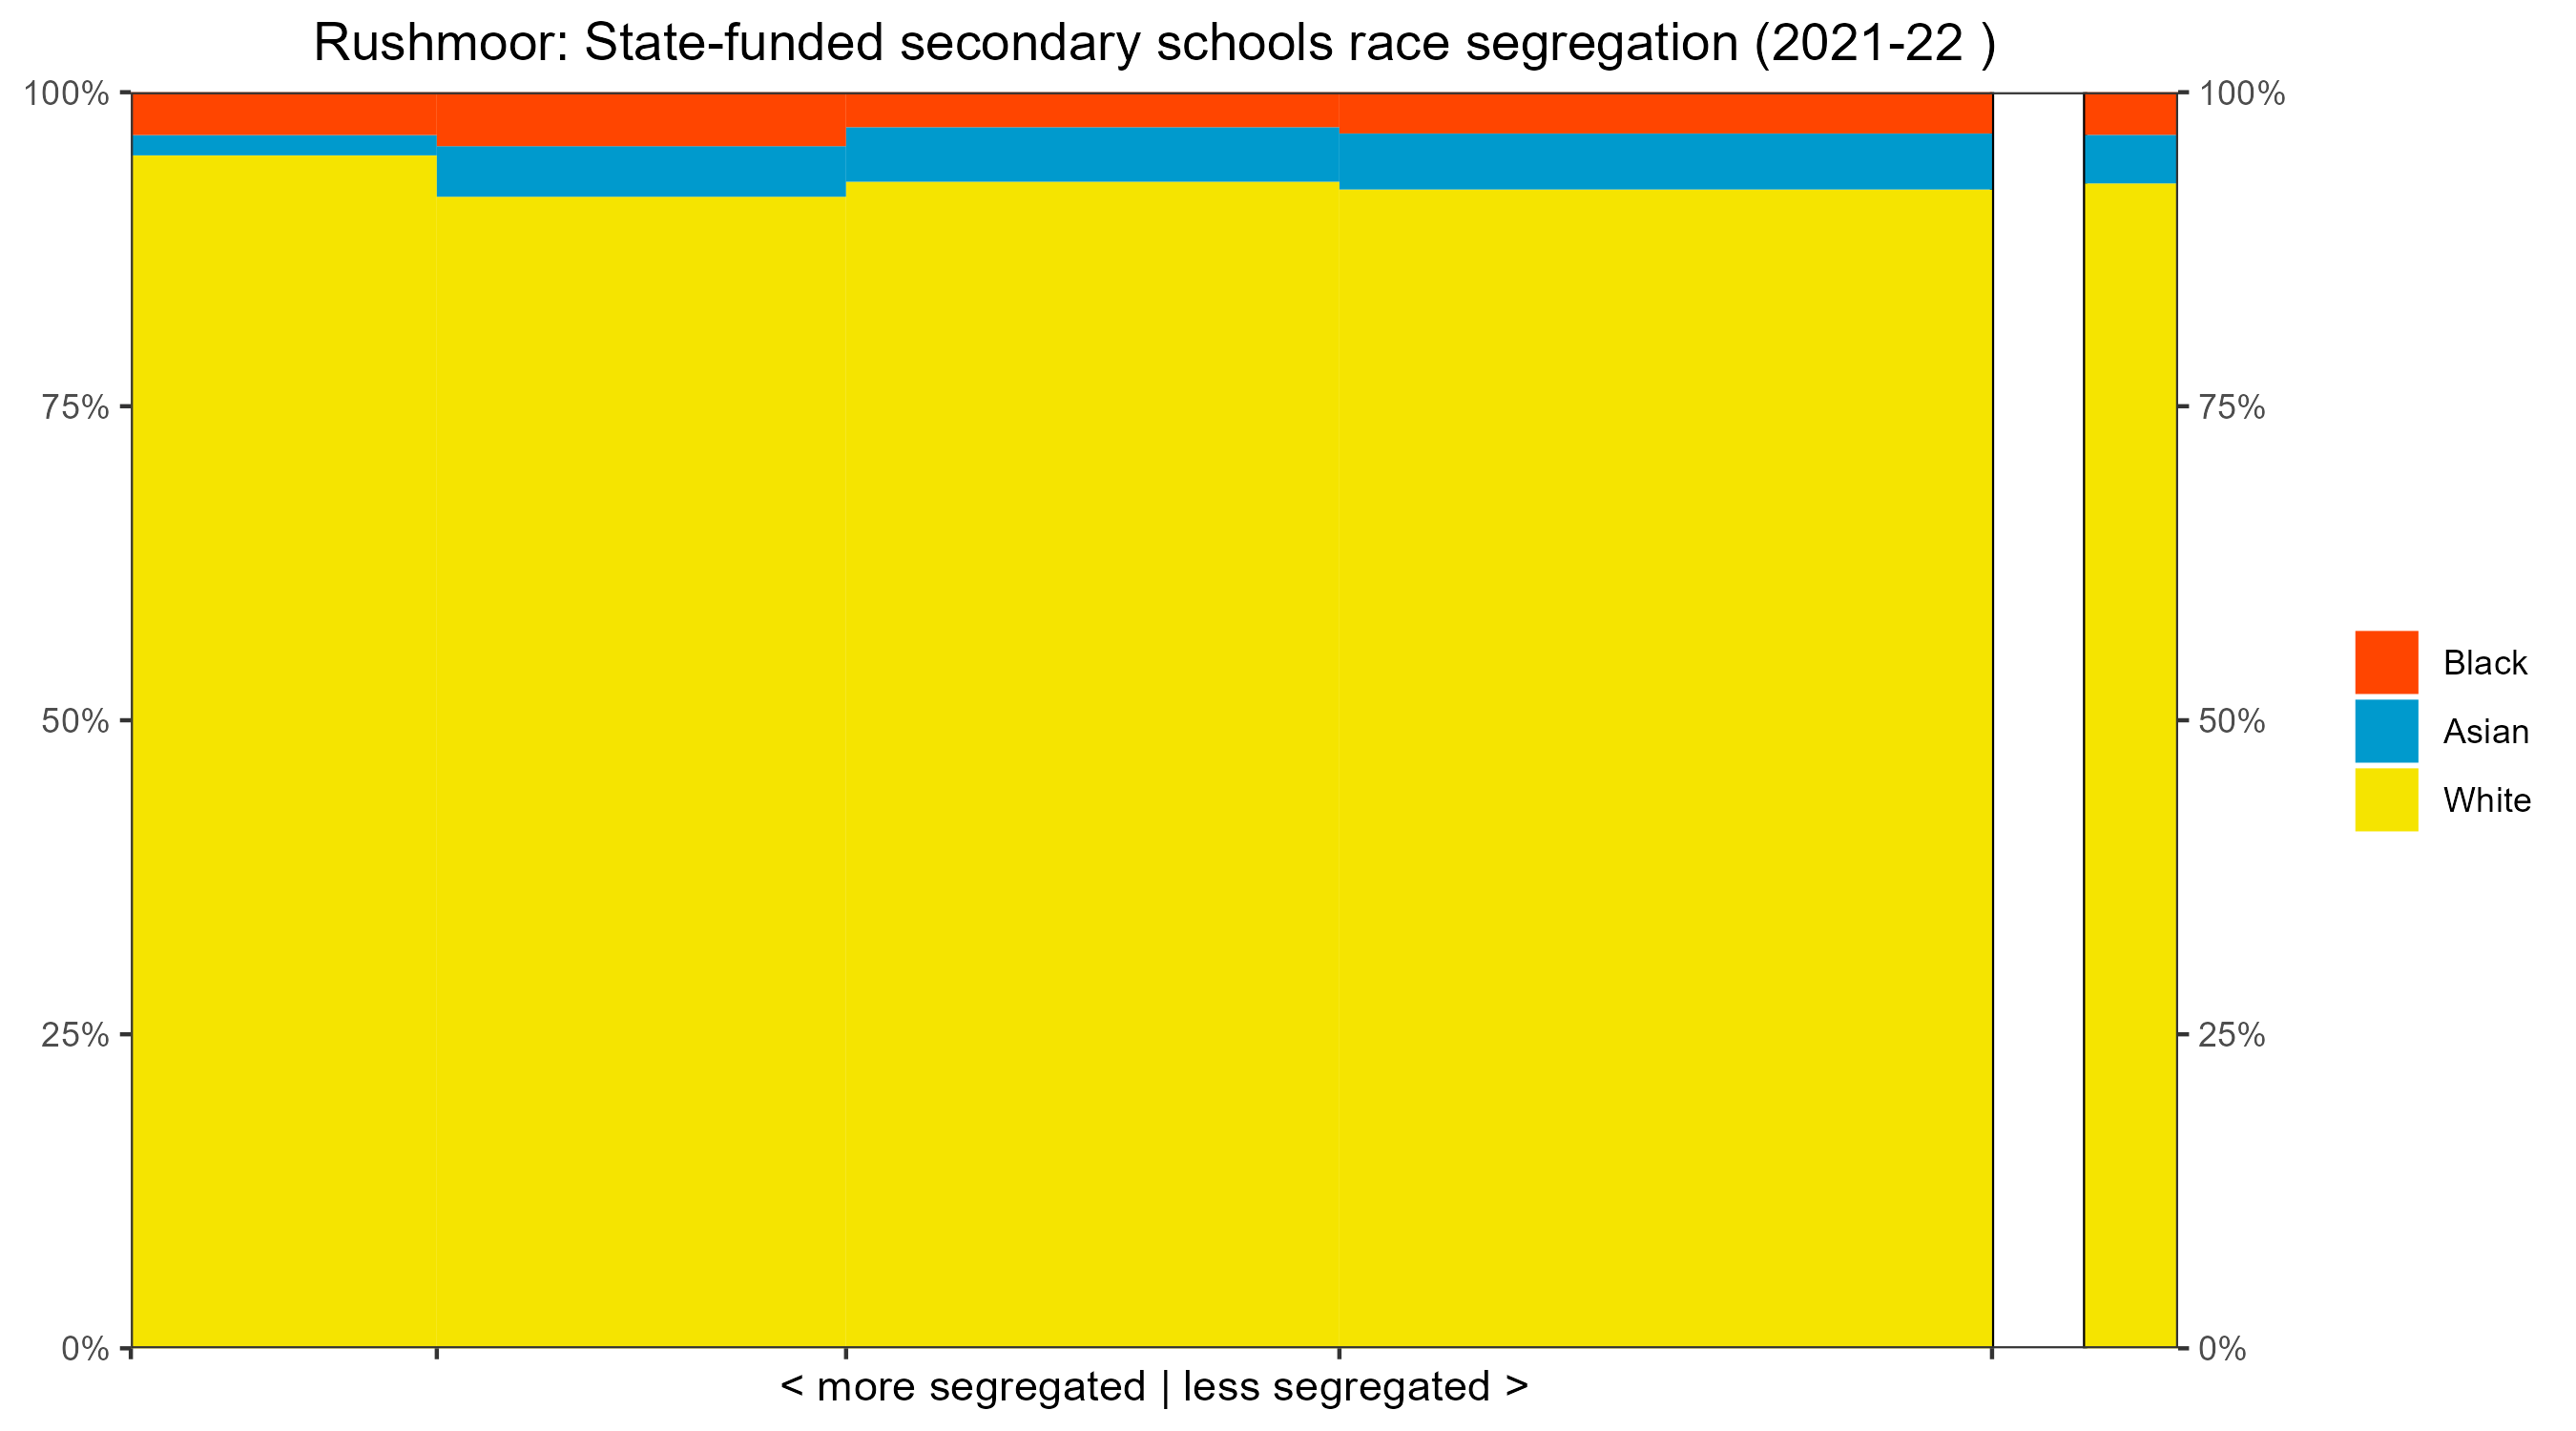 Rushmoor: State-funded secondary schools race segregation (2021-22 )
100%
75%
50%
25%
0%
100%
75%
50%
25%
0%
Black
Asian
White
< more segregated | less segregated >